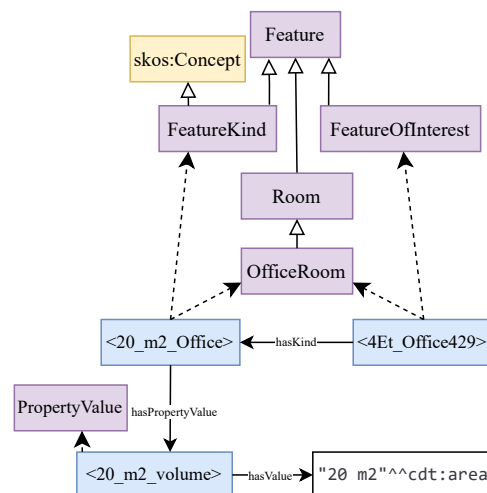 Feature
skos:Concept
FeatureKind
FeatureOfInterest
Room
OfficeRoom
<20_m2_Office>
hasKind
<4Et_Office429>
PropertyValue
hasPropertyValue
<20_m2_volume>
hasValue
"20 m2"^^cdt:area